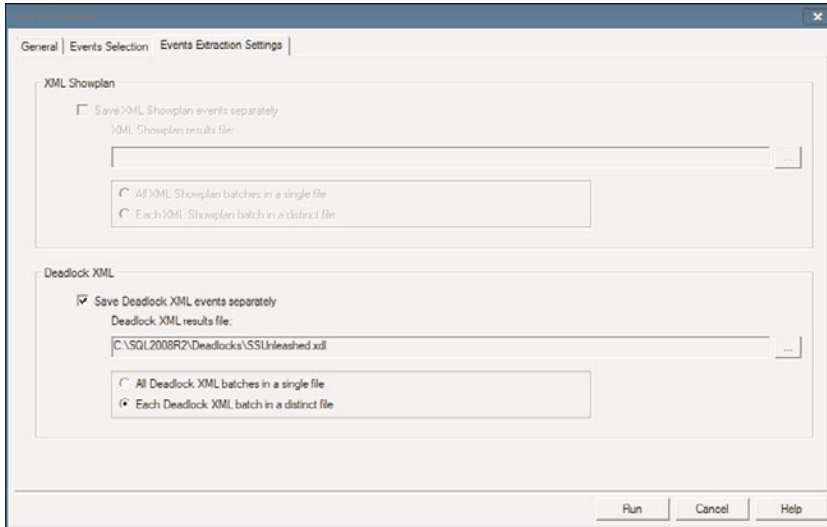 General Events Selection Events Extraction Settings
XML Showplan
Save XML Showplan events separately
XML Showplan results file:
...
All XML Showplan batches in a single file
Each XML Showplan batch in a distinct file
Deadlock XML
Save Deadlock XML events separately
Deadlock XML results file:
C:\SQL2008R2\Deadlocks\SSUnleashed.xdl
...
All Deadlock XML batches in a single file
Each Deadlock XML batch in a distinct file
Run Cancel Help